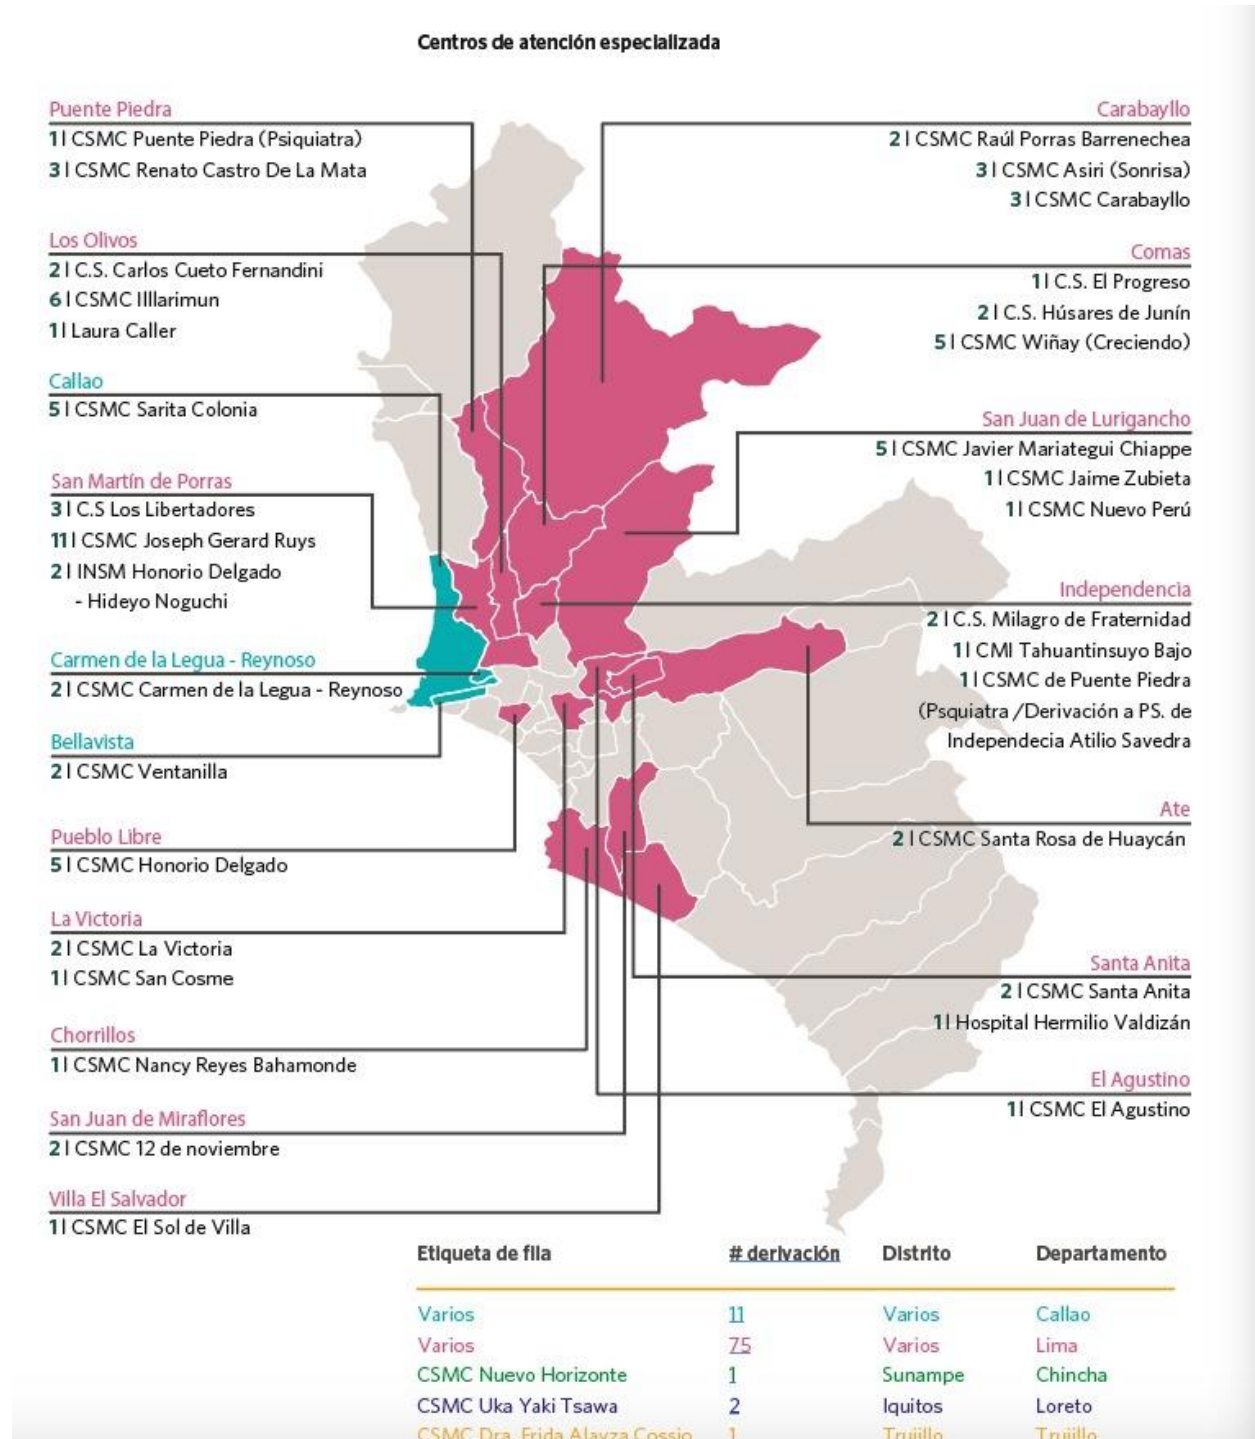 Centros de atención especializada
Puente Piedra
1 | CSMC Puente Piedra (Psiquiatra)
3 | CSMC Renato Castro De La Mata
Los Olivos
2 | C.S. Carlos Cueto Fernandini
6 | CSMC Illlarimun
1 | Laura Caller
Callao
5 | CSMC Sarita Colonia
San Martín de Porras
3 | C.S Los Libertadores
11 | CSMC Joseph Gerard Ruys
2 | INSM Honorio Delgado
- Hideyo Noguchi
Carmen de la Legua - Reynoso
2 | CSMC Carmen de la Legua - Reynoso
Bellavista
2 | CSMC Ventanilla
Pueblo Libre
5 | CSMC Honorio Delgado
La Victoria
2 | CSMC La Victoria
1 | CSMC San Cosme
Chorrillos
1 | CSMC Nancy Reyes Bahamonde
San Juan de Miraflores
2 | CSMC 12 de noviembre
Villa El Salvador
1 | CSMC El Sol de Villa
Carabayllo
2 | CSMC Raúl Porras Barrenechea
3 | CSMC Asiri (Sonrisa)
3 | CSMC Carabayllo
Comas
1 | C.S. El Progreso
2 | C.S. Húsares de Junín
5 | CSMC Wiñay (Creciendo)
San Juan de Lurigancho
5 | CSMC Javier Mariategui Chiappe
1 | CSMC Jaime Zubieta
1 | CSMC Nuevo Perú
Independencia
2 | C.S. Milagro de Fraternidad
1 | CMI Tahuantinsuyo Bajo
1 | CSMC de Puente Piedra
(Psquiatra /Derivación a PS. de
Independecia Atilio Savedra
Ate
2 | CSMC Santa Rosa de Huaycán
Santa Anita
2 | CSMC Santa Anita
1 | Hospital Hermilio Valdizán
El Agustino
1 | CSMC El Agustino
Etiqueta de fila # derivación Distrito Departamento
Varios 11 Varios Callao
Varios 75 Varios Lima
CSMC Nuevo Horizonte 1 Sunampe Chincha
CSMC Uka Yaki Tsawa 2 Iquitos Loreto
CSMC Dra. Frida Alayza Cossio 1 Trujillo Trujillo